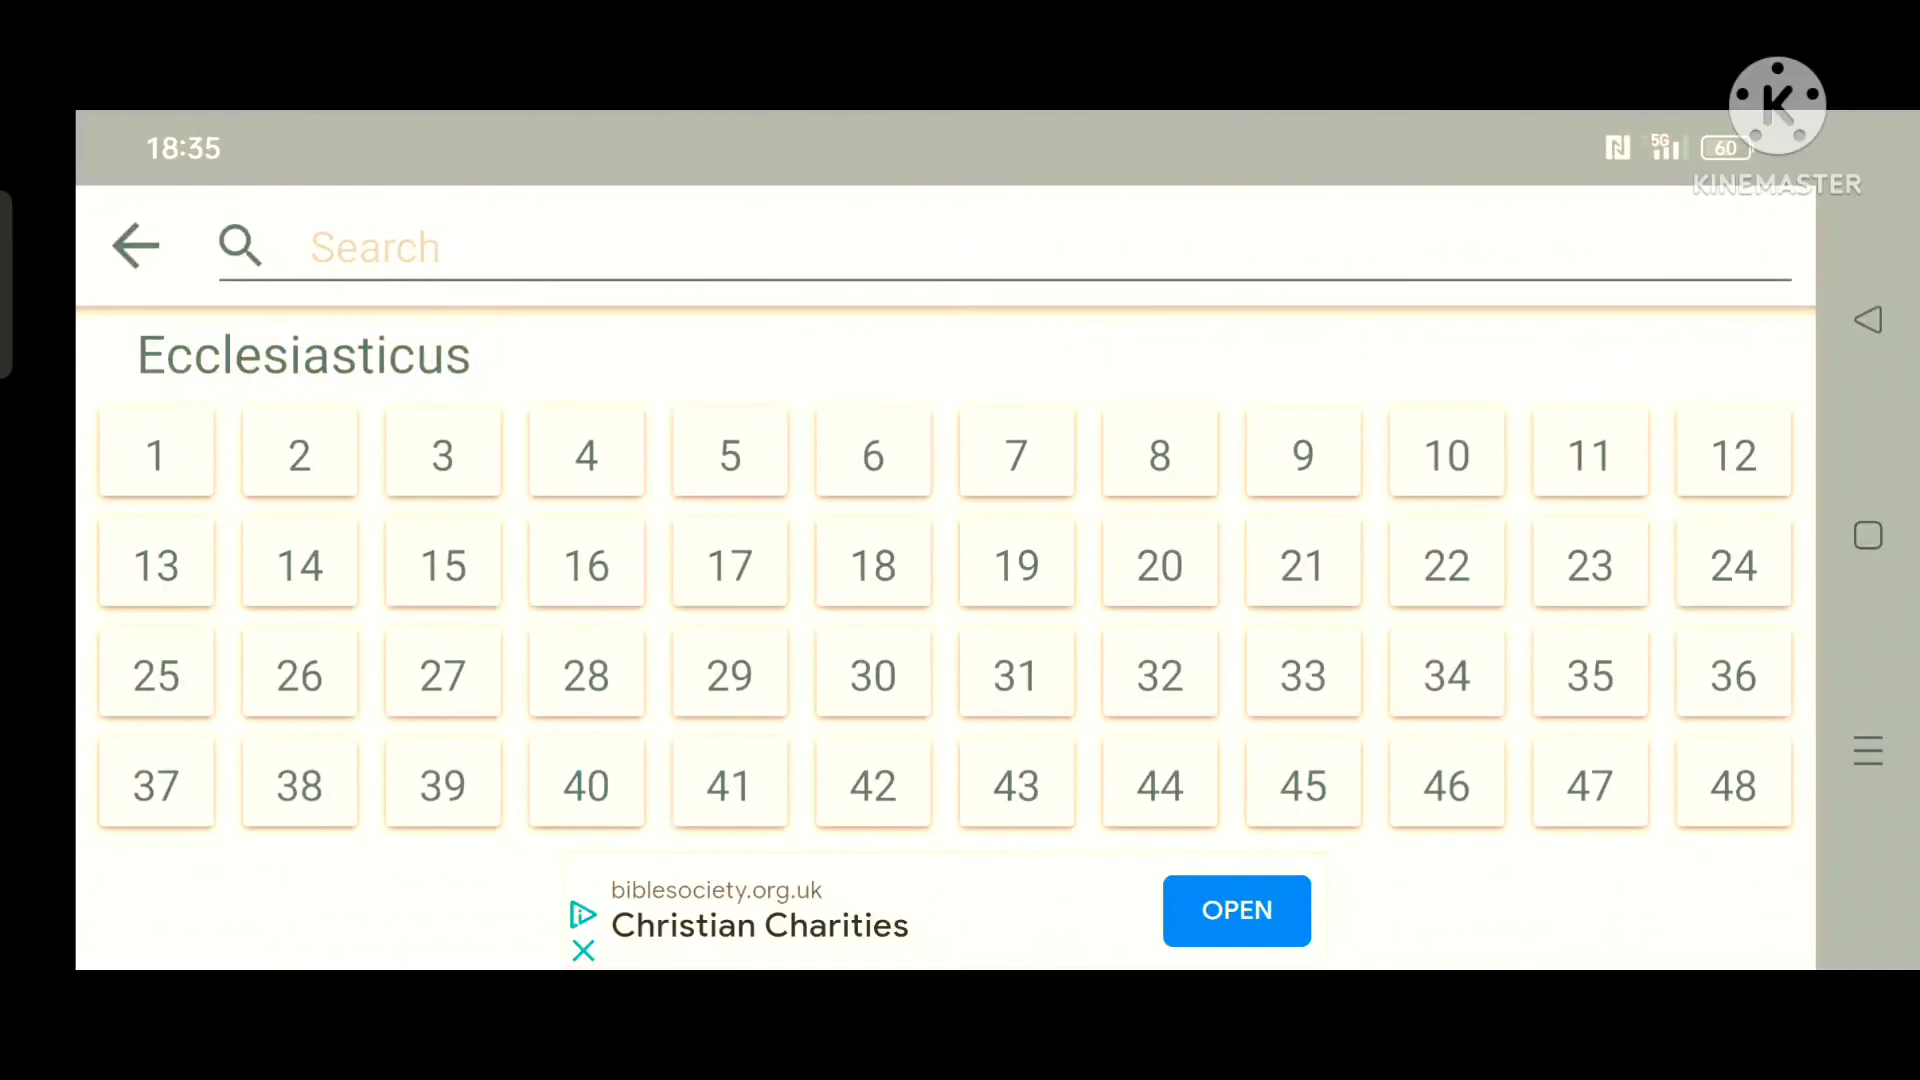 18:35
5G
60
K
KINEMASTER
Search
Ecclesiasticus
1 2 3 4 5 6 7 8 9 10 11 12
13 14 15 16 17 18 19 20 21 22 23 24
25 26 27 28 29 30 31 32 33 34 35 36
37 38 39 40 41 42 43 44 45 46 47 48
biblesociety.org.uk
Christian Charities
OPEN